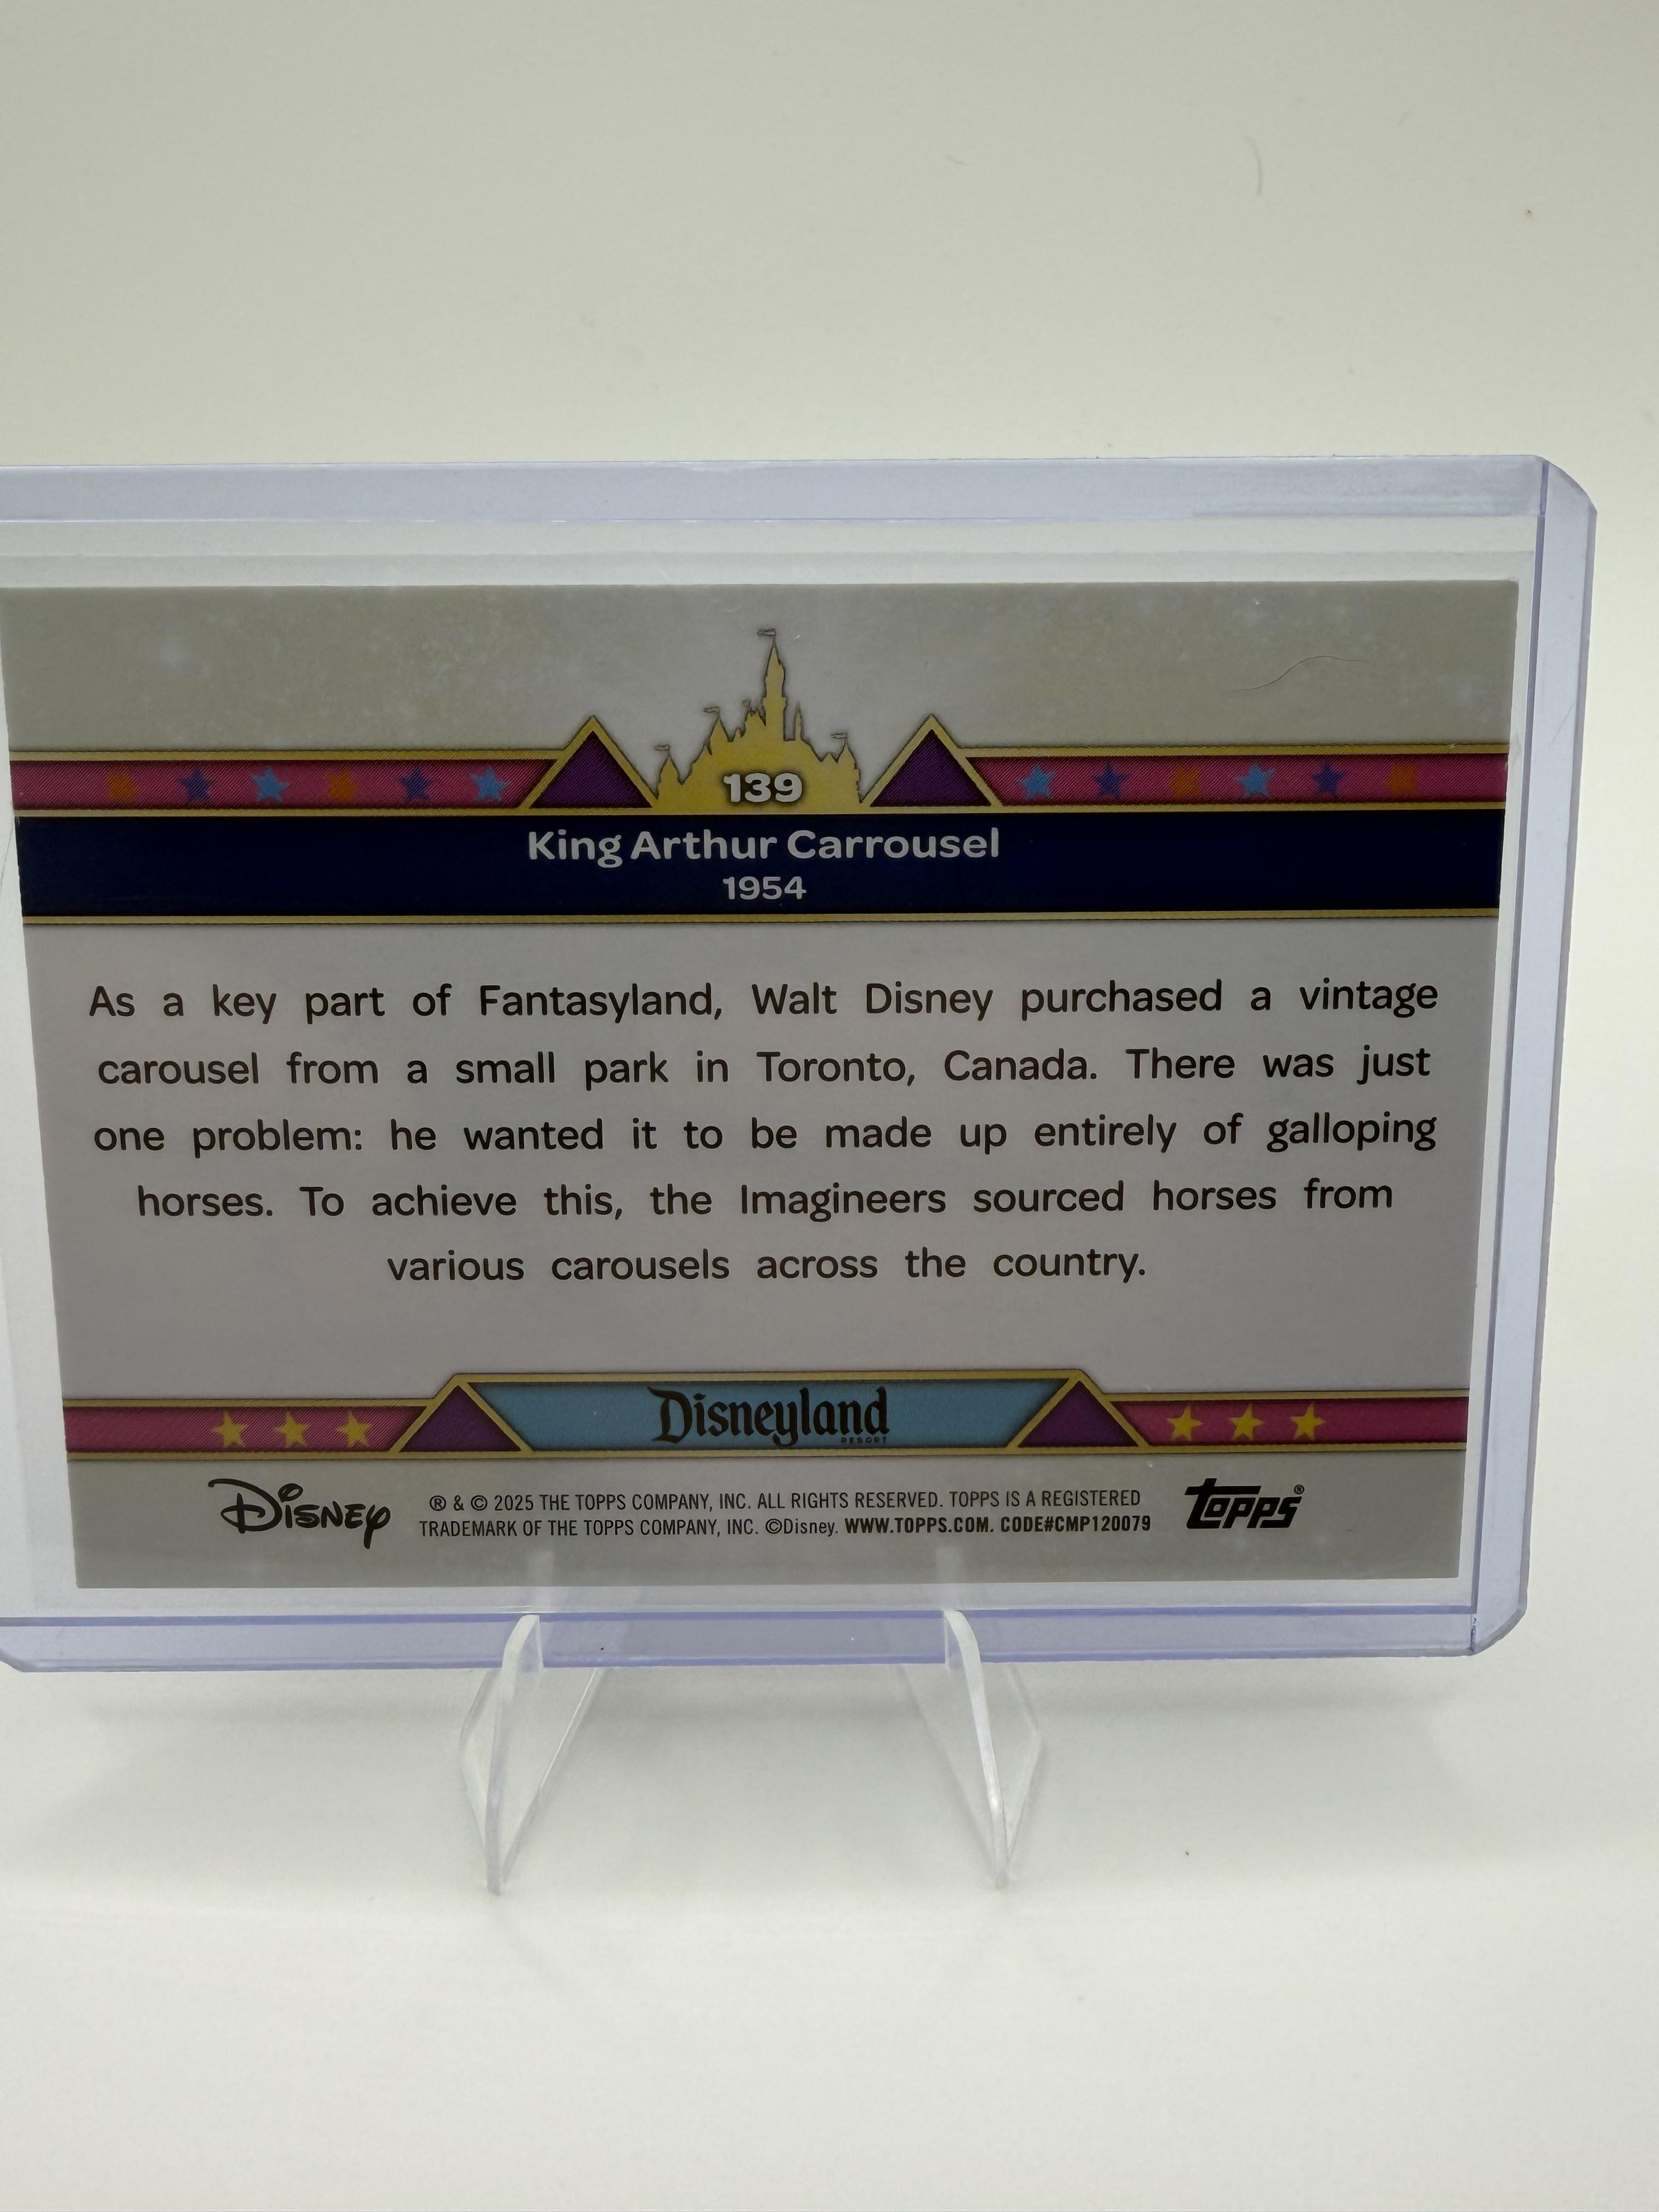 139
King Arthur Carrousel
1954
As a key part of Fantasyland, Walt Disney purchased a vintage
carousel from a small park in Toronto, Canada. There was just
one problem: he wanted it to be made up entirely of galloping
horses. To achieve this, the Imagineers sourced horses from
various carousels across the country.
Disneyland
RESORT
Disney
® & © 2025 THE TOPPS COMPANY, INC. ALL RIGHTS RESERVED. TOPPS IS A REGISTERED
TRADEMARK OF THE TOPPS COMPANY, INC. ©Disney. WWW.TOPPS.COM. CODE#CMP120079
topps®